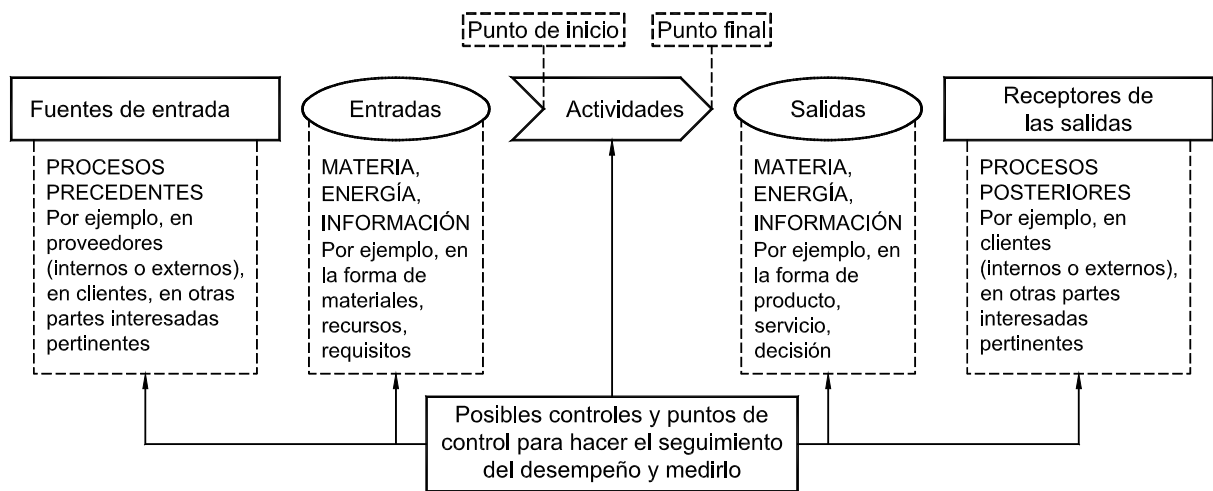 Punto de inicio
Punto final
Fuentes de entrada
Entradas
Actividades
Salidas
Receptores de
las salidas
PROCESOS
PRECEDENTES
Por ejemplo, en
proveedores
(internos o externos),
en clientes, en otras
partes interesadas
pertinentes
MATERIA,
ENERGÍA,
INFORMACIÓN
Por ejemplo, en
la forma de
materiales,
recursos,
requisitos
MATERIA,
ENERGÍA,
INFORMACIÓN
Por ejemplo, en
la forma de
producto,
servicio,
decisión
PROCESOS
POSTERIORES
Por ejemplo, en
clientes
(internos o externos),
en otras partes
interesadas
pertinentes
Posibles controles y puntos de
control para hacer el seguimiento
del desempeño y medirlo